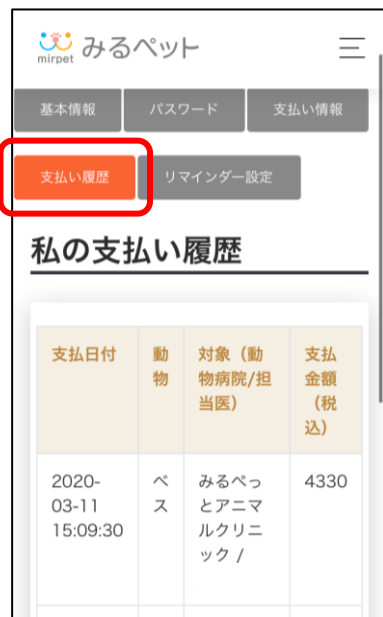 mirpet みるペット
基本情報 パスワード 支払い情報
支払い履歴 リマインダー設定
私の支払い履歴
支払日付 動 対象（動 支払
物 物病院/担 金額
当医） （税
込）
2020- ベ みるぺっ 4330
03-11 ス とアニマ
15:09:30 ルクリニ
ック /